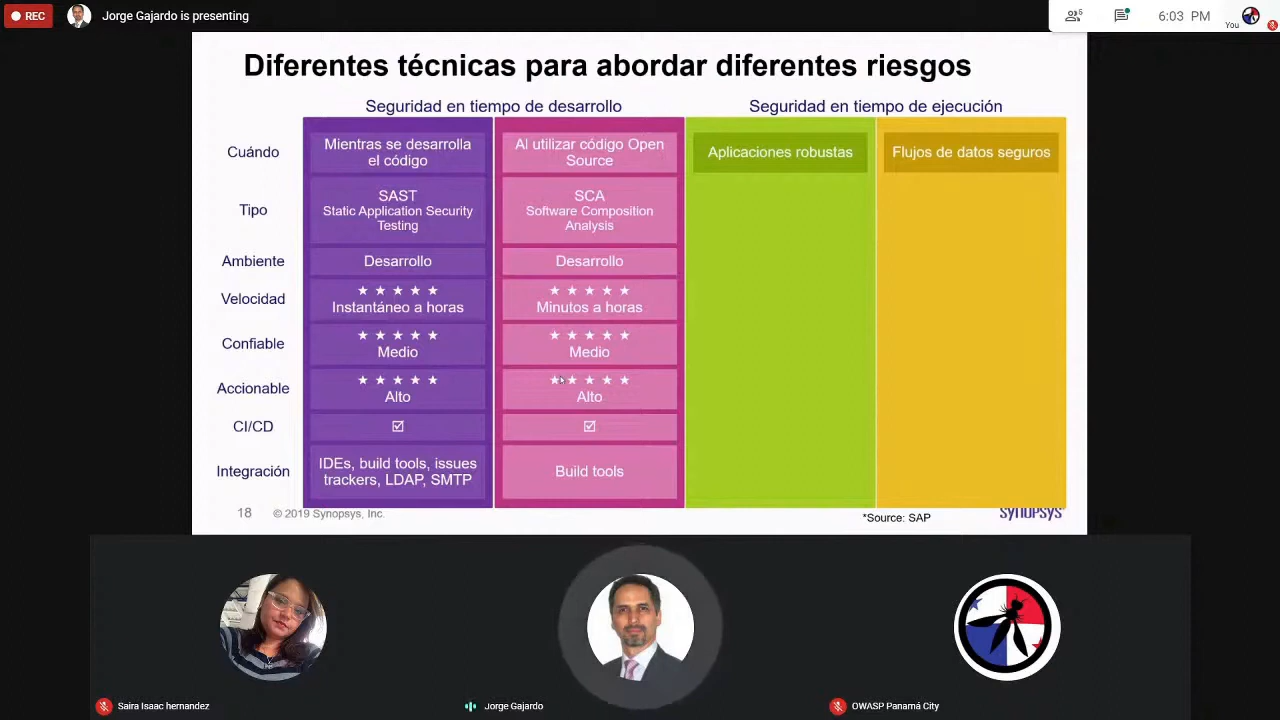 REC
Jorge Gajardo is presenting
6
6:03 PM
You
Diferentes técnicas para abordar diferentes riesgos
Seguridad en tiempo de desarrollo
Seguridad en tiempo de ejecución
Cuándo
Mientras se desarrolla
el código
Al utilizar código Open
Source
Aplicaciones robustas
Flujos de datos seguros
Tipo
SAST
Static Application Security
Testing
SCA
Software Composition
Analysis
Ambiente
Desarrollo
Desarrollo
Velocidad
★ ★ ★ ★ ★
Instantáneo a horas
★ ★ ★ ★ ★
Minutos a horas
Confiable
★ ★ ★ ★ ★
Medio
★ ★ ★ ★ ★
Medio
Accionable
★ ★ ★ ★ ★
Alto
★ ★ ★ ★ ★
Alto
CI/CD
☑
☑
Integración
IDEs, build tools, issues
trackers, LDAP, SMTP
Build tools
18
© 2019 Synopsys, Inc.
*Source: SAP
SYNOPSYS
Saira Isaac hernandez
Jorge Gajardo
OWASP Panamá City